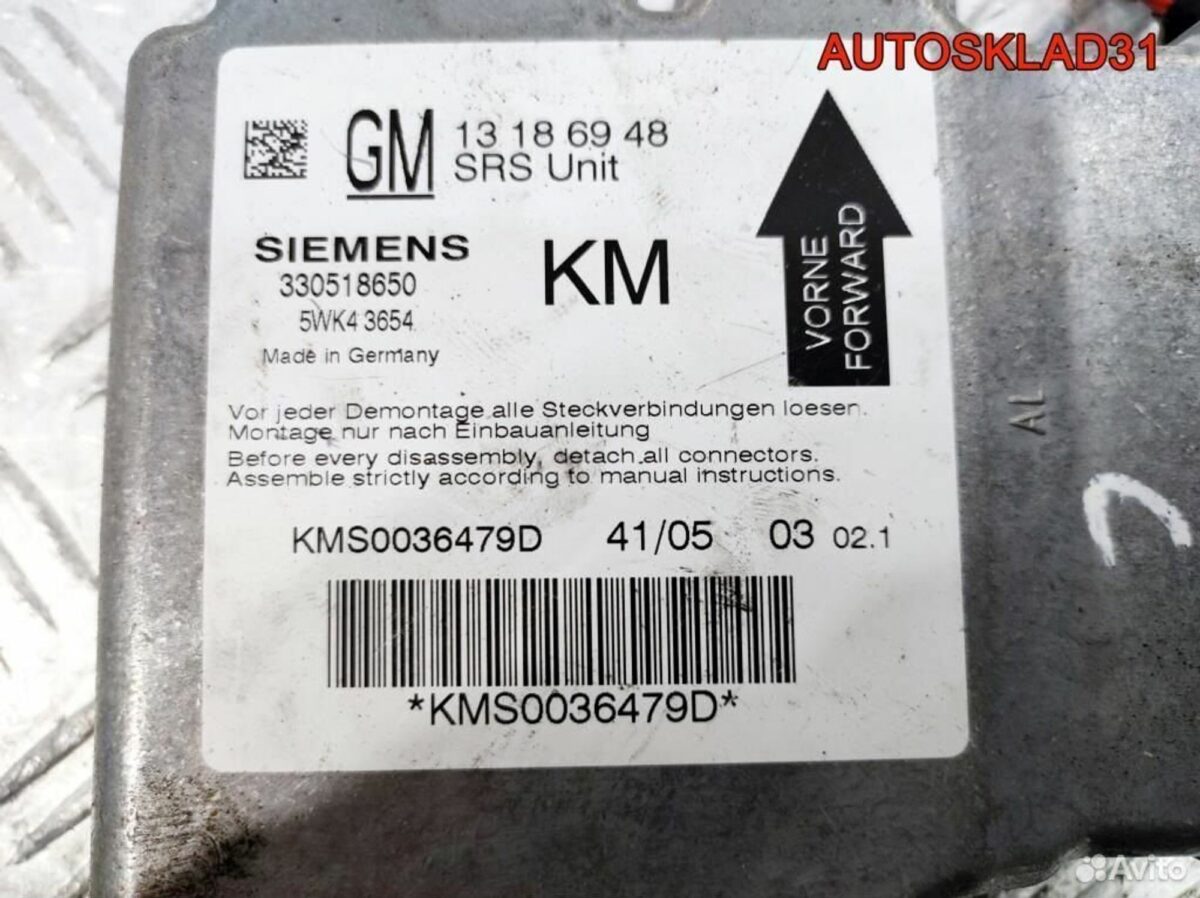 AUTOSKLAD31
GM 13 18 69 48
SRS Unit
SIEMENS
330518650
5WK4 3654
Made in Germany
KM
VORNE
FORWARD
Vor jeder Demontage alle Steckverbindungen loesen.
Montage nur nach Einbauanleitung
Before every disassembly, detach all connectors.
Assemble strictly according to manual instructions.
AL
KMS0036479D 41/05 03 02.1
*KMS0036479D*
Avito